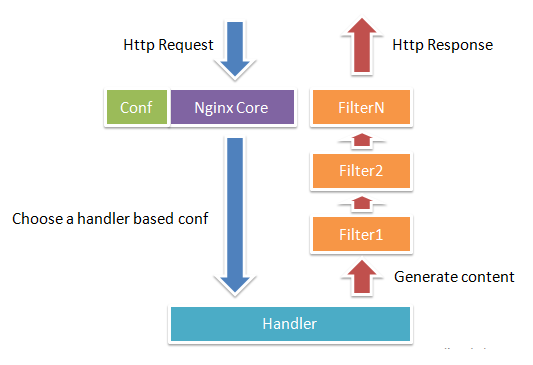 Http Request
Http Response
Conf
Nginx Core
FilterN
Filter2
Choose a handler based conf
Filter1
Generate content
Handler